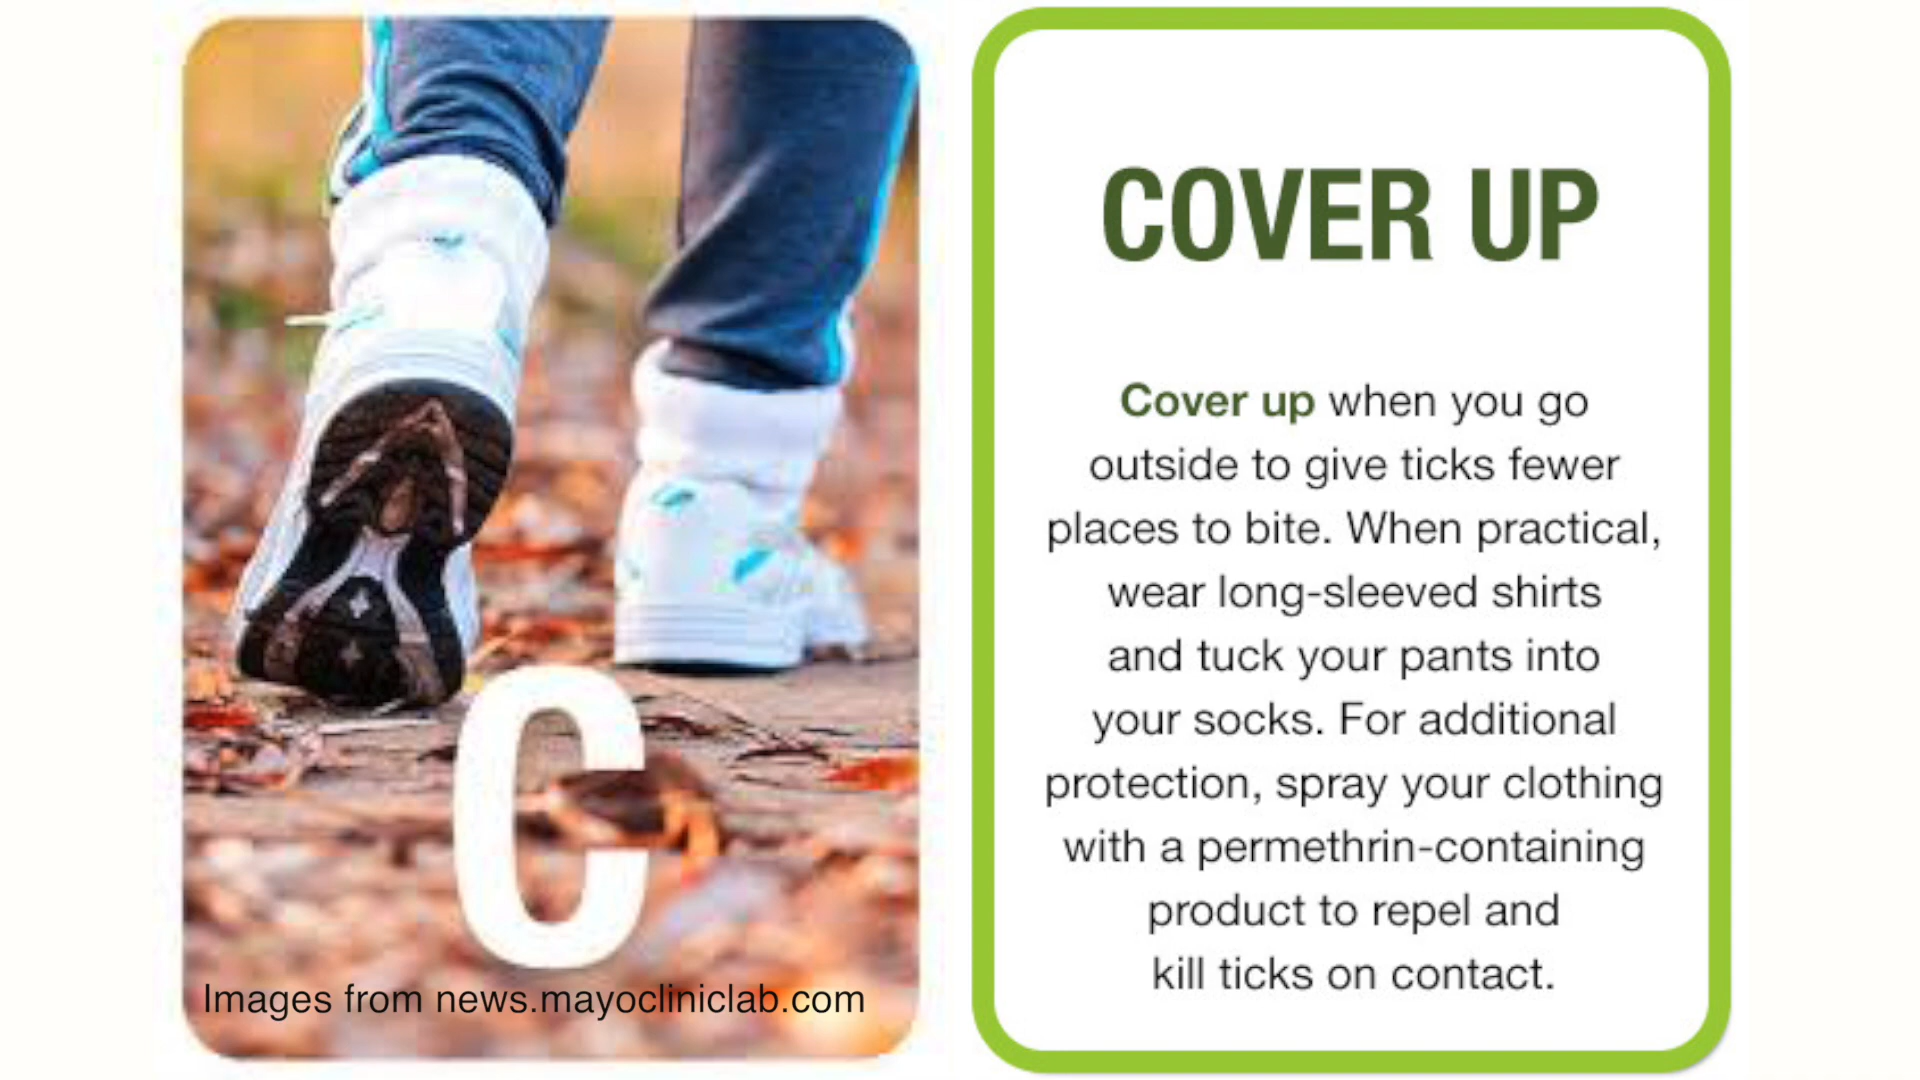 C
Images from news.mayocliniclab.com
COVER UP
Cover up when you go
outside to give ticks fewer
places to bite. When practical,
wear long-sleeved shirts
and tuck your pants into
your socks. For additional
protection, spray your clothing
with a permethrin-containing
product to repel and
kill ticks on contact.